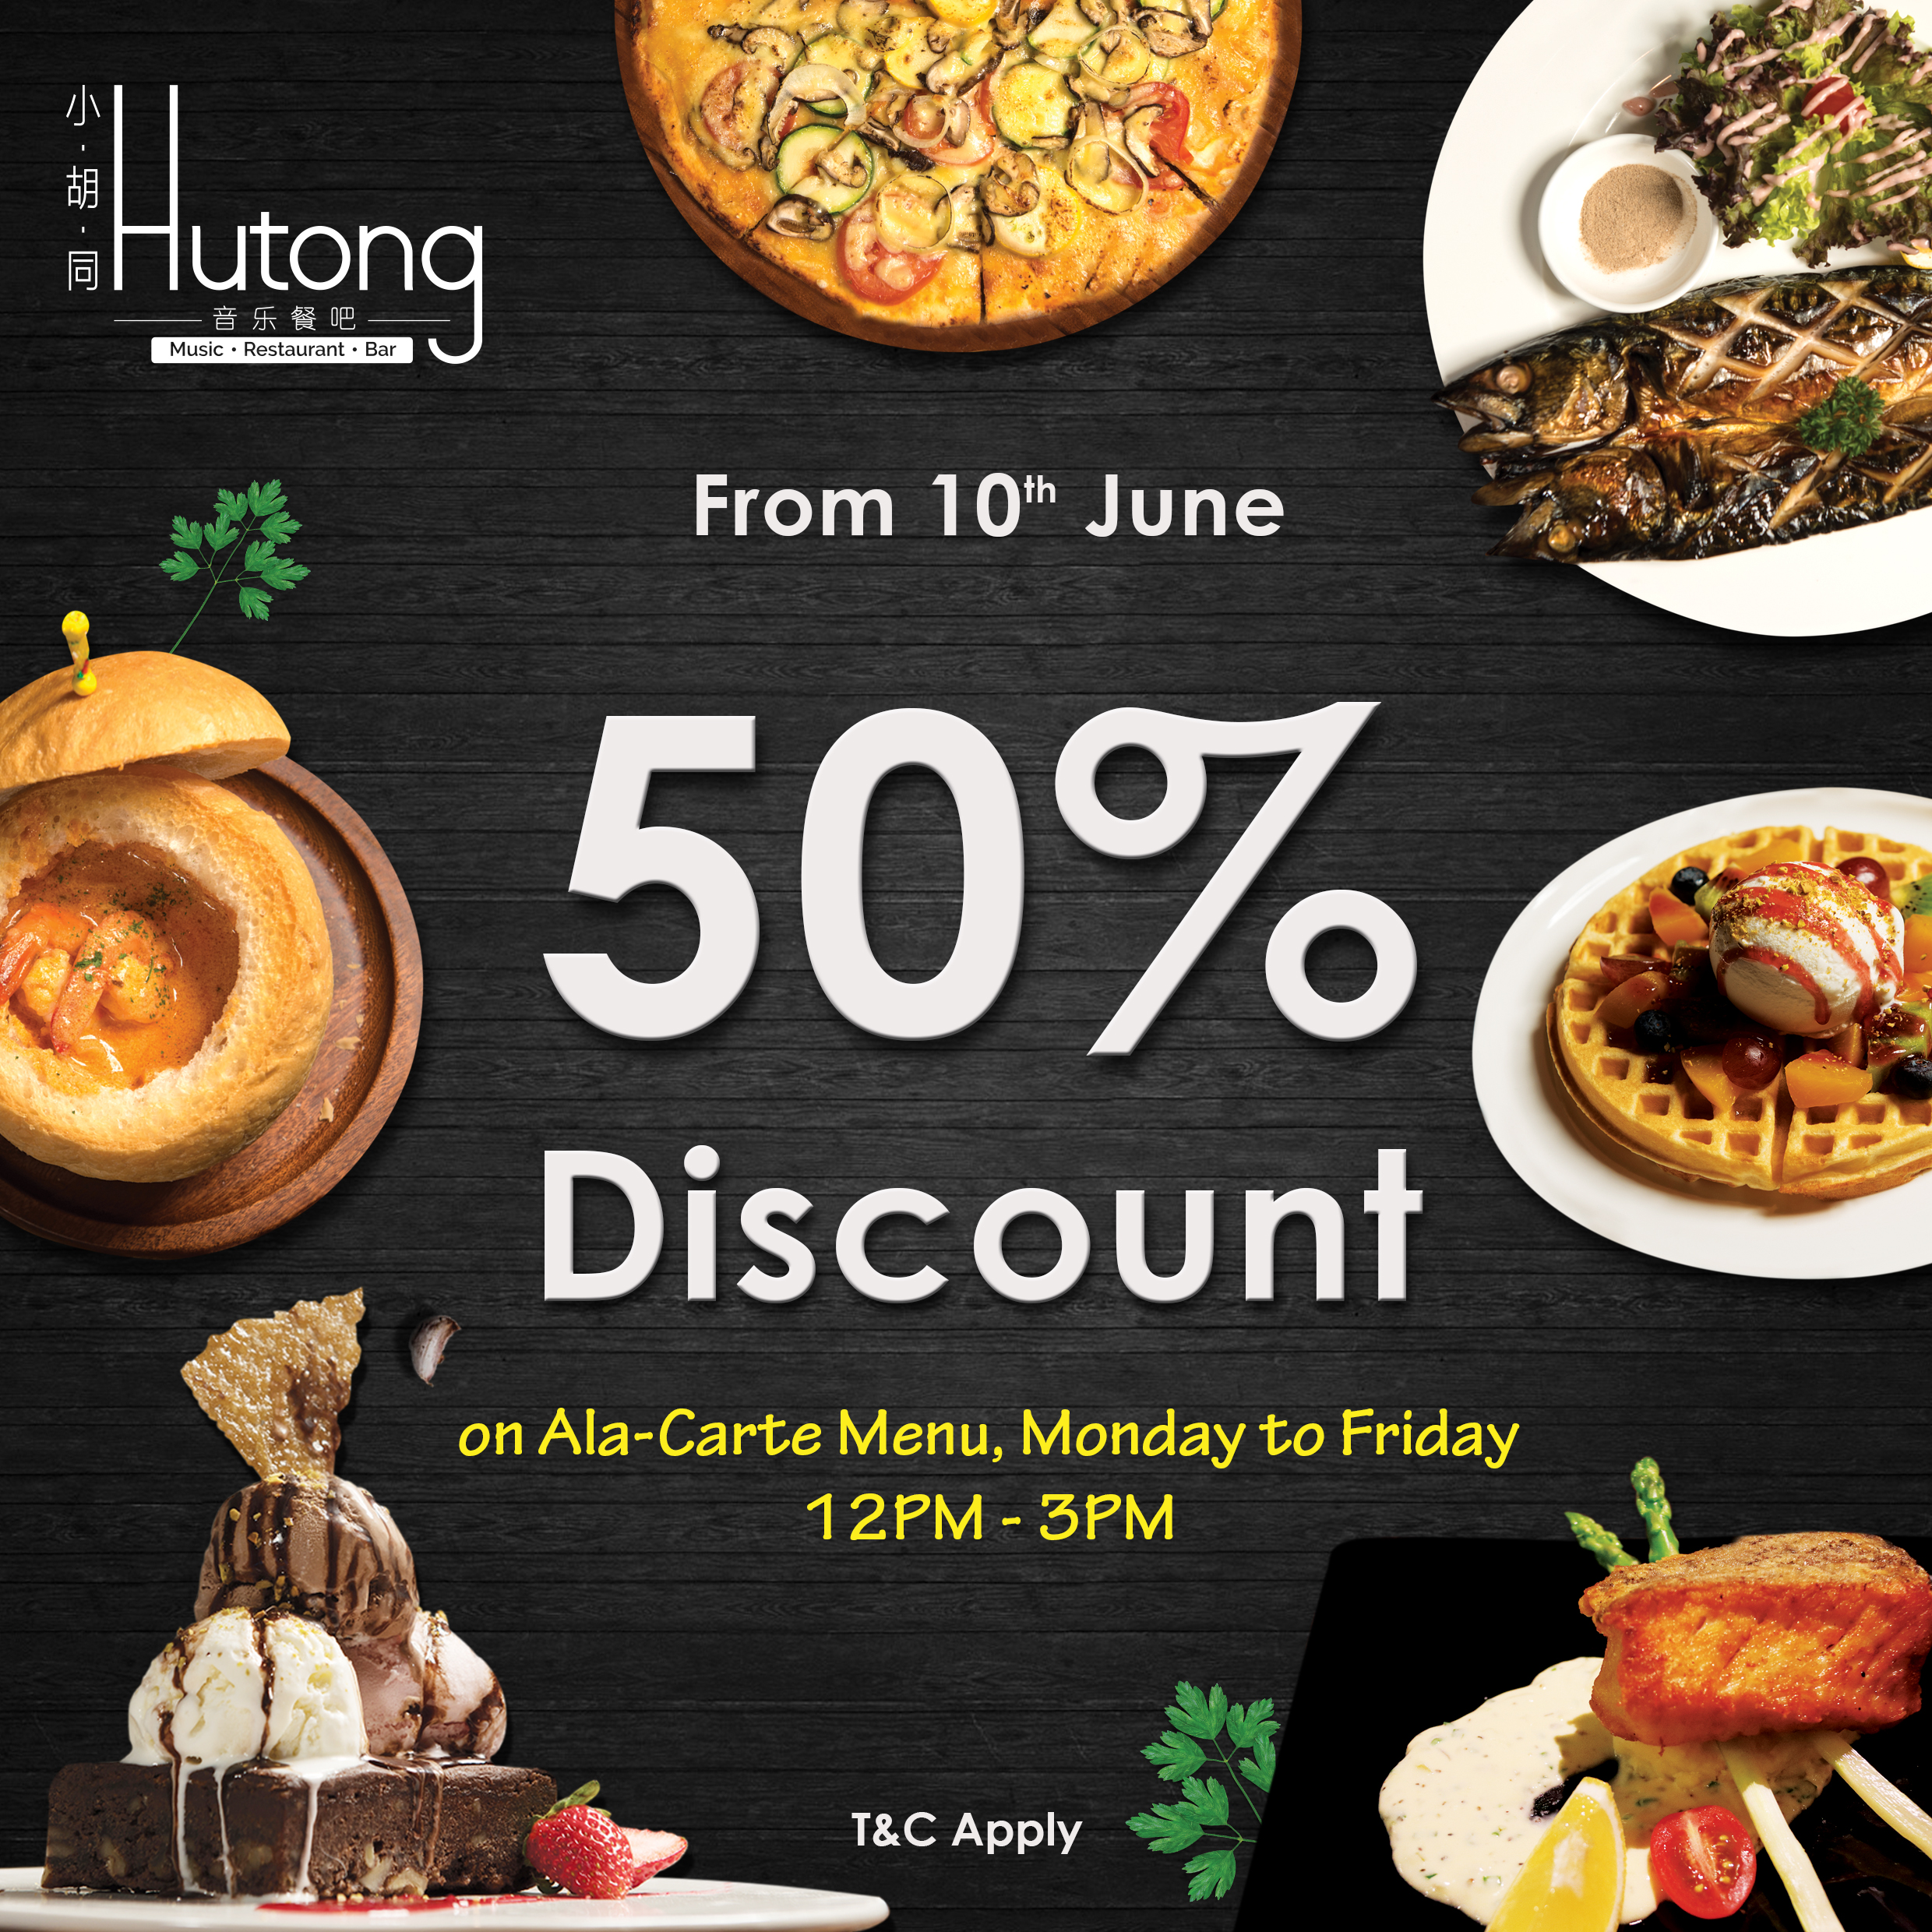 小·胡·同
Hutong
音乐餐吧
Music • Restaurant • Bar
From 10th June
50%
Discount
on Ala-Carte Menu, Monday to Friday
12PM - 3PM
T&C Apply